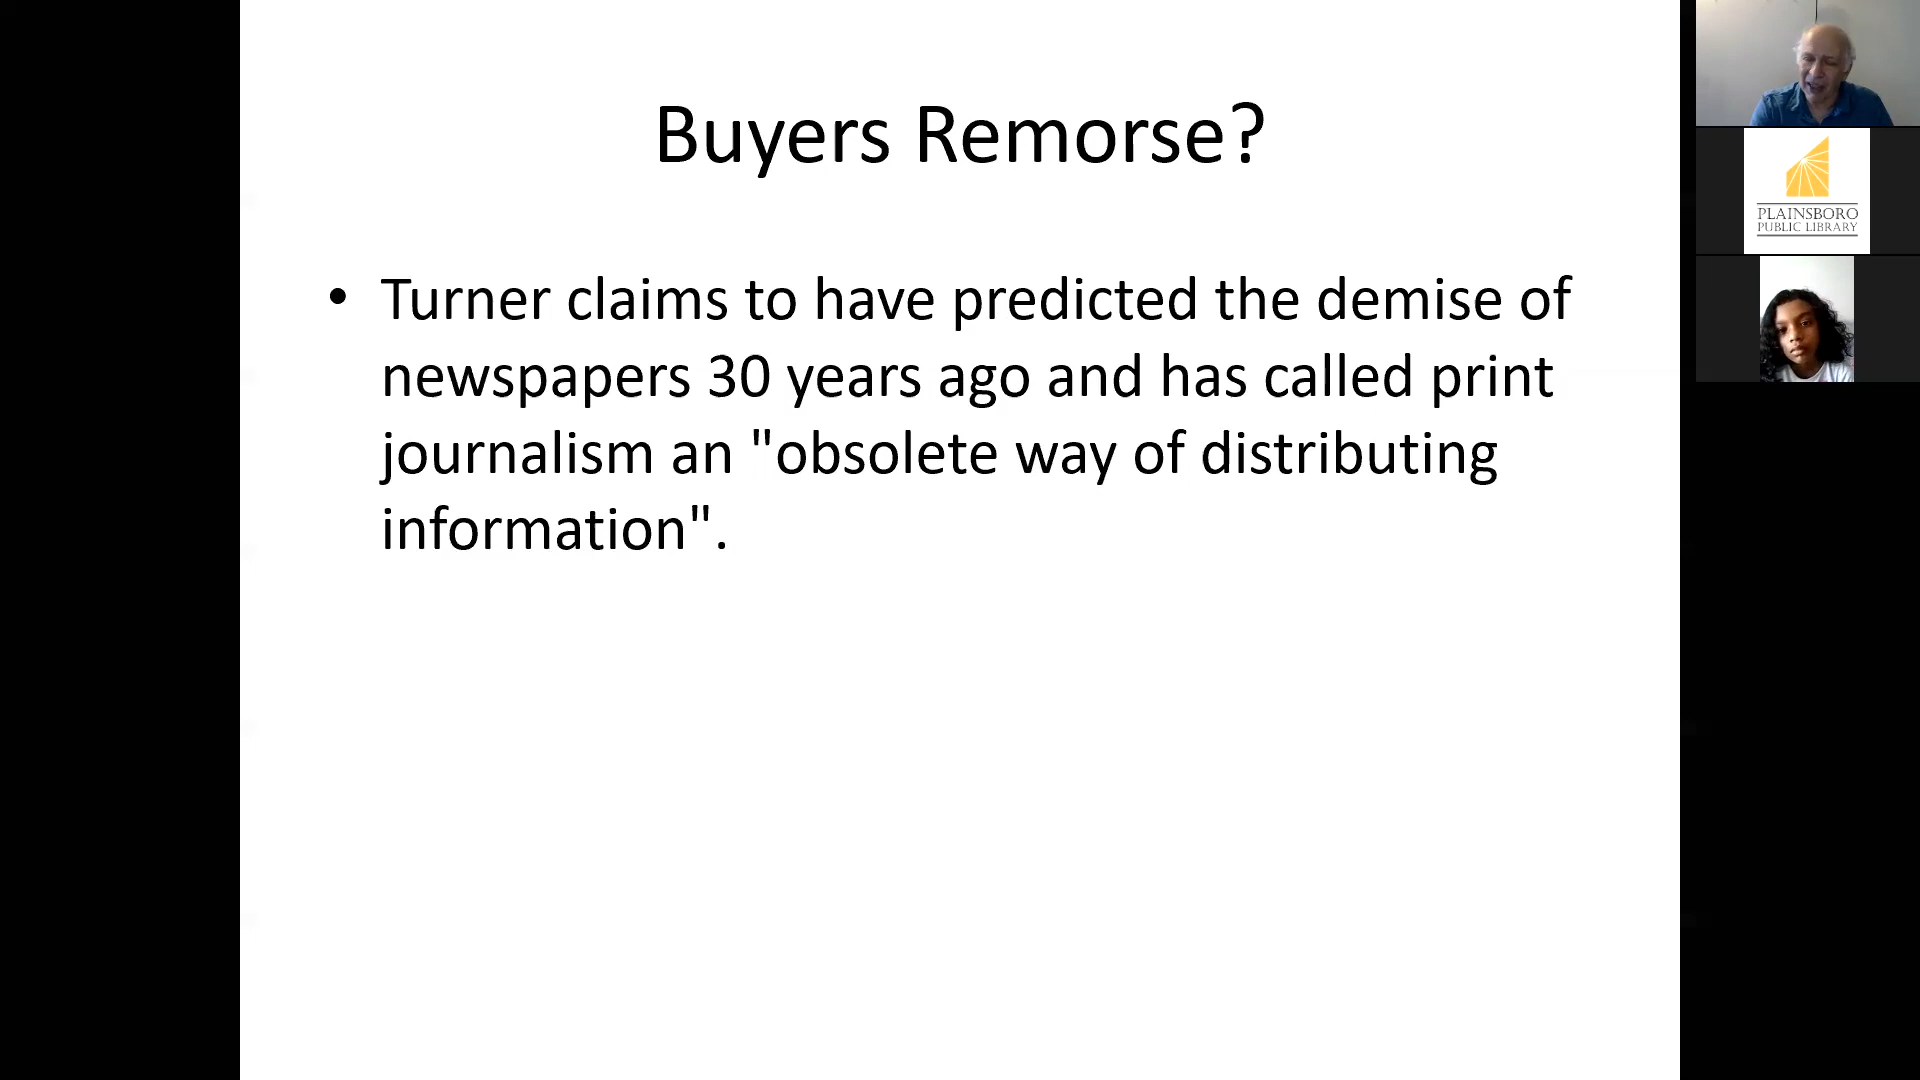 Buyers Remorse?
• Turner claims to have predicted the demise of
newspapers 30 years ago and has called print
journalism an "obsolete way of distributing
information".
PLAINSBORO
PUBLIC LIBRARY